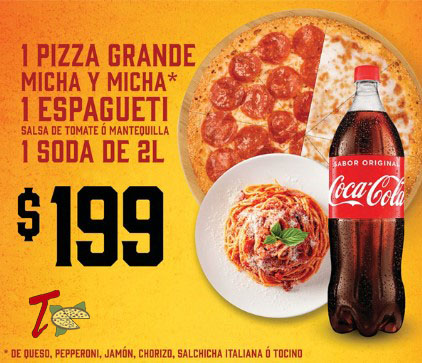 1 PIZZA GRANDE
MICHA Y MICHA*
1 ESPAGUETI
SALSA DE TOMATE Ó MANTEQUILLA
1 SODA DE 2L
$199
SABOR ORIGINAL
Coca-Cola
T
* DE QUESO, PEPPERONI, JAMÓN, CHORIZO, SALCHICHA ITALIANA Ó TOCINO